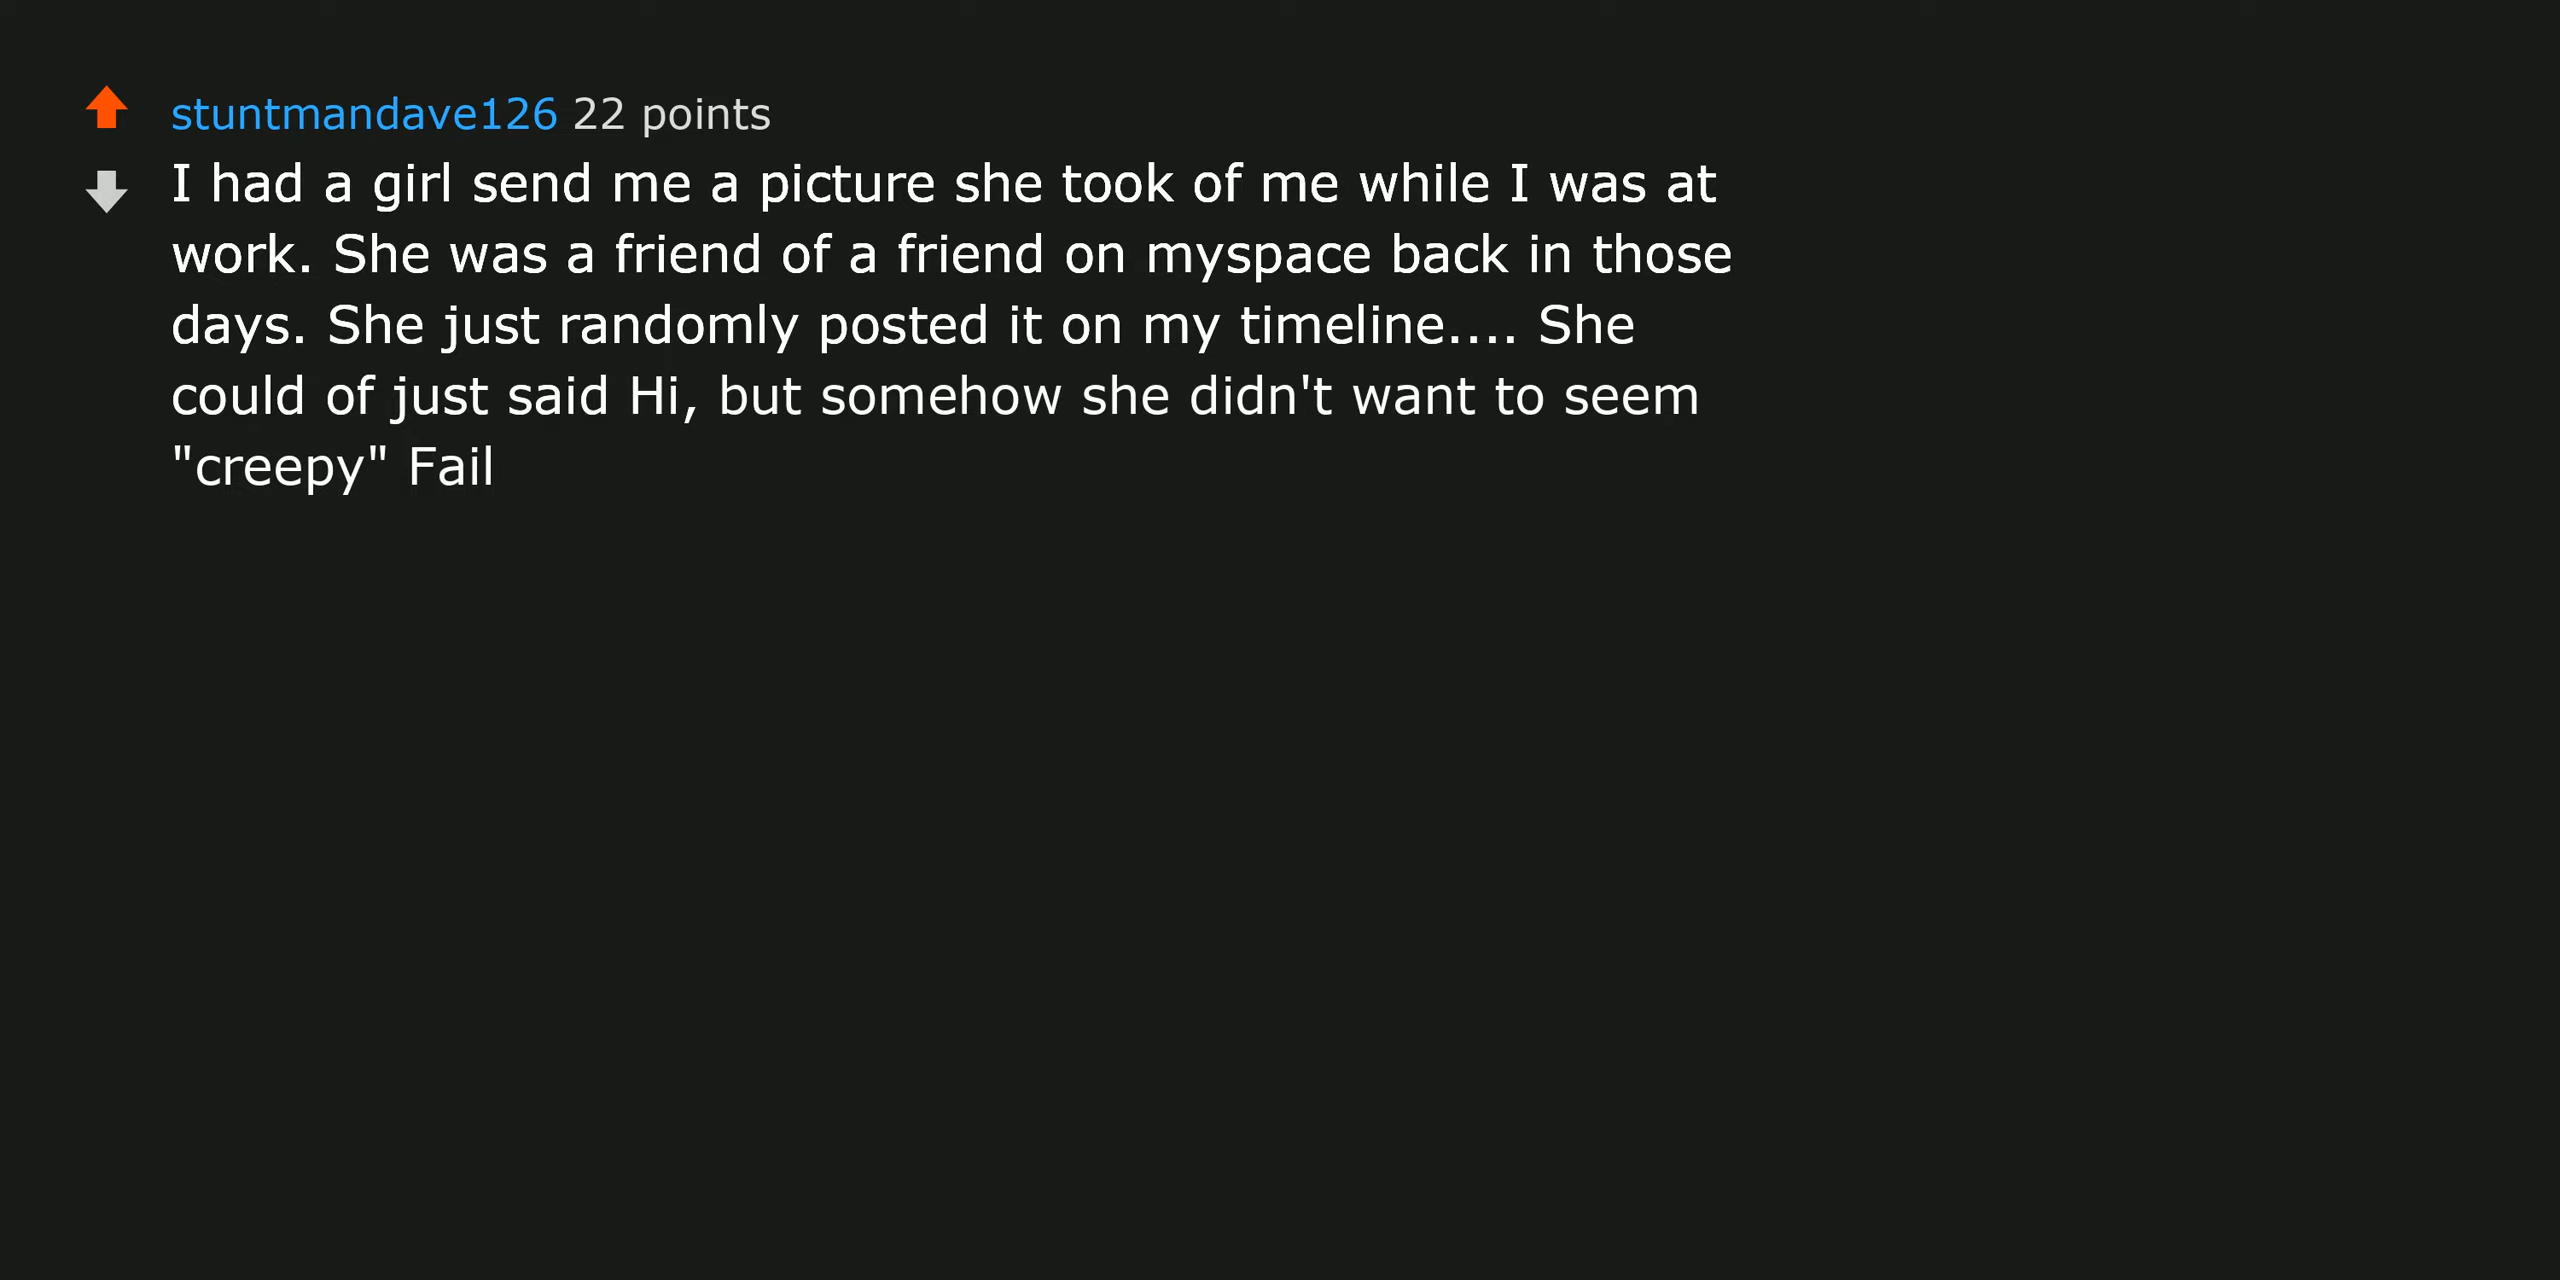 stuntmandave126 22 points
I had a girl send me a picture she took of me while I was at
work. She was a friend of a friend on myspace back in those
days. She just randomly posted it on my timeline.... She
could of just said Hi, but somehow she didn't want to seem
"creepy" Fail